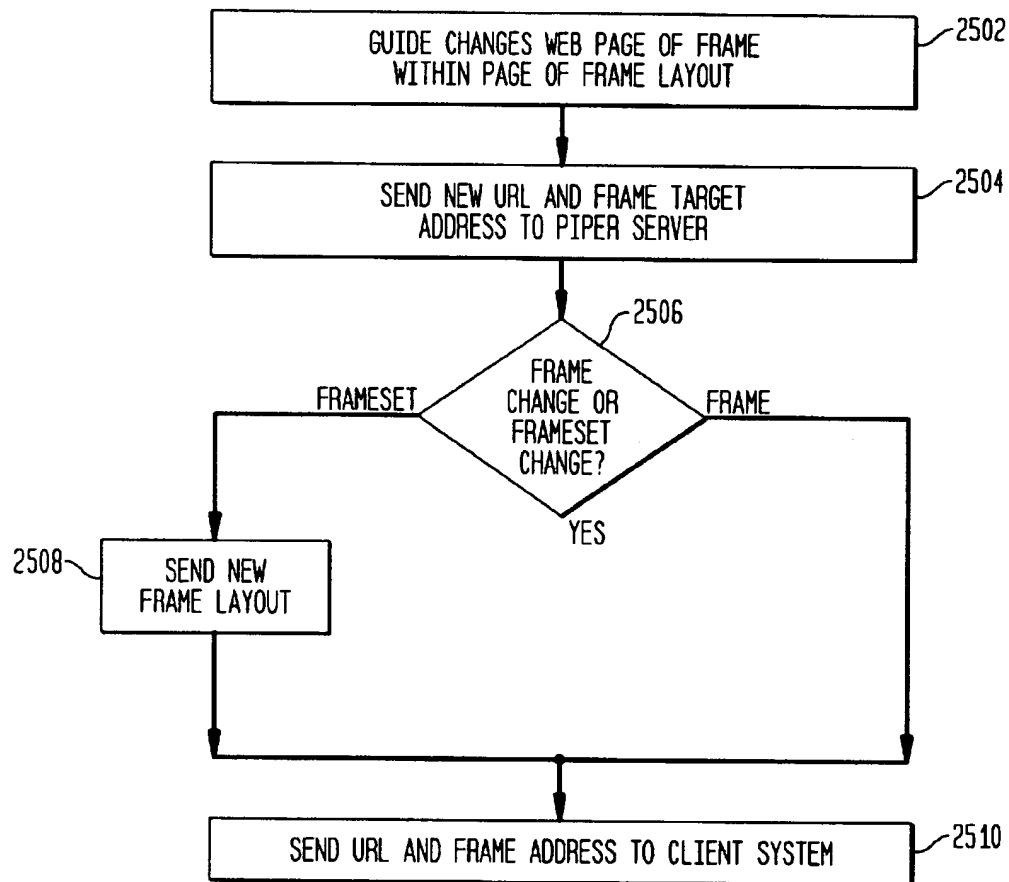 GUIDE CHANGES WEB PAGE OF FRAME
WITHIN PAGE OF FRAME LAYOUT
2502
SEND NEW URL AND FRAME TARGET
ADDRESS TO PIPER SERVER
2504
2506
FRAME
CHANGE OR
FRAMESET
CHANGE?
FRAMESET
FRAME
YES
2508
SEND NEW
FRAME LAYOUT
SEND URL AND FRAME ADDRESS TO CLIENT SYSTEM
2510